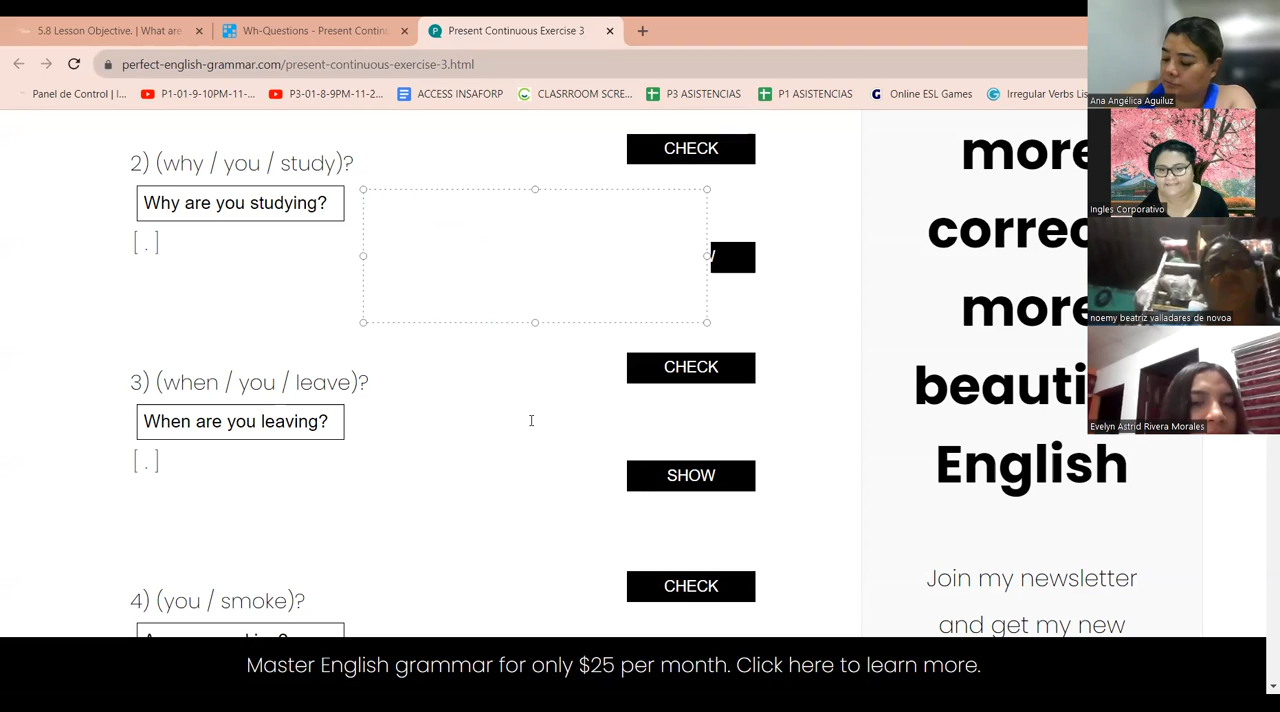 5.8 Lesson Objective. | What are
Wh-Questions - Present Contin
Present Continuous Exercise 3
perfect-english-grammar.com/present-continuous-exercise-3.html
Panel de Control | I...
P1-01-9-10PM-11-...
P3-01-8-9PM-11-2...
ACCESS INSAFORP
CLASRROOM SCRE...
P3 ASISTENCIAS
P1 ASISTENCIAS
Online ESL Games
Irregular Verbs Lis
2) (why / you / study)?
CHECK
Why are you studying?
[ . ]
3) (when / you / leave)?
CHECK
When are you leaving?
[ . ]
SHOW
4) (you / smoke)?
CHECK
more
correc
more
beauti
English
Join my newsletter
and get my new
Master English grammar for only $25 per month. Click here to learn more.
Ana Angélica Aguiluz
Ingles Corporativo
noemy beatriz valladares de novoa
Evelyn Astrid Rivera Morales